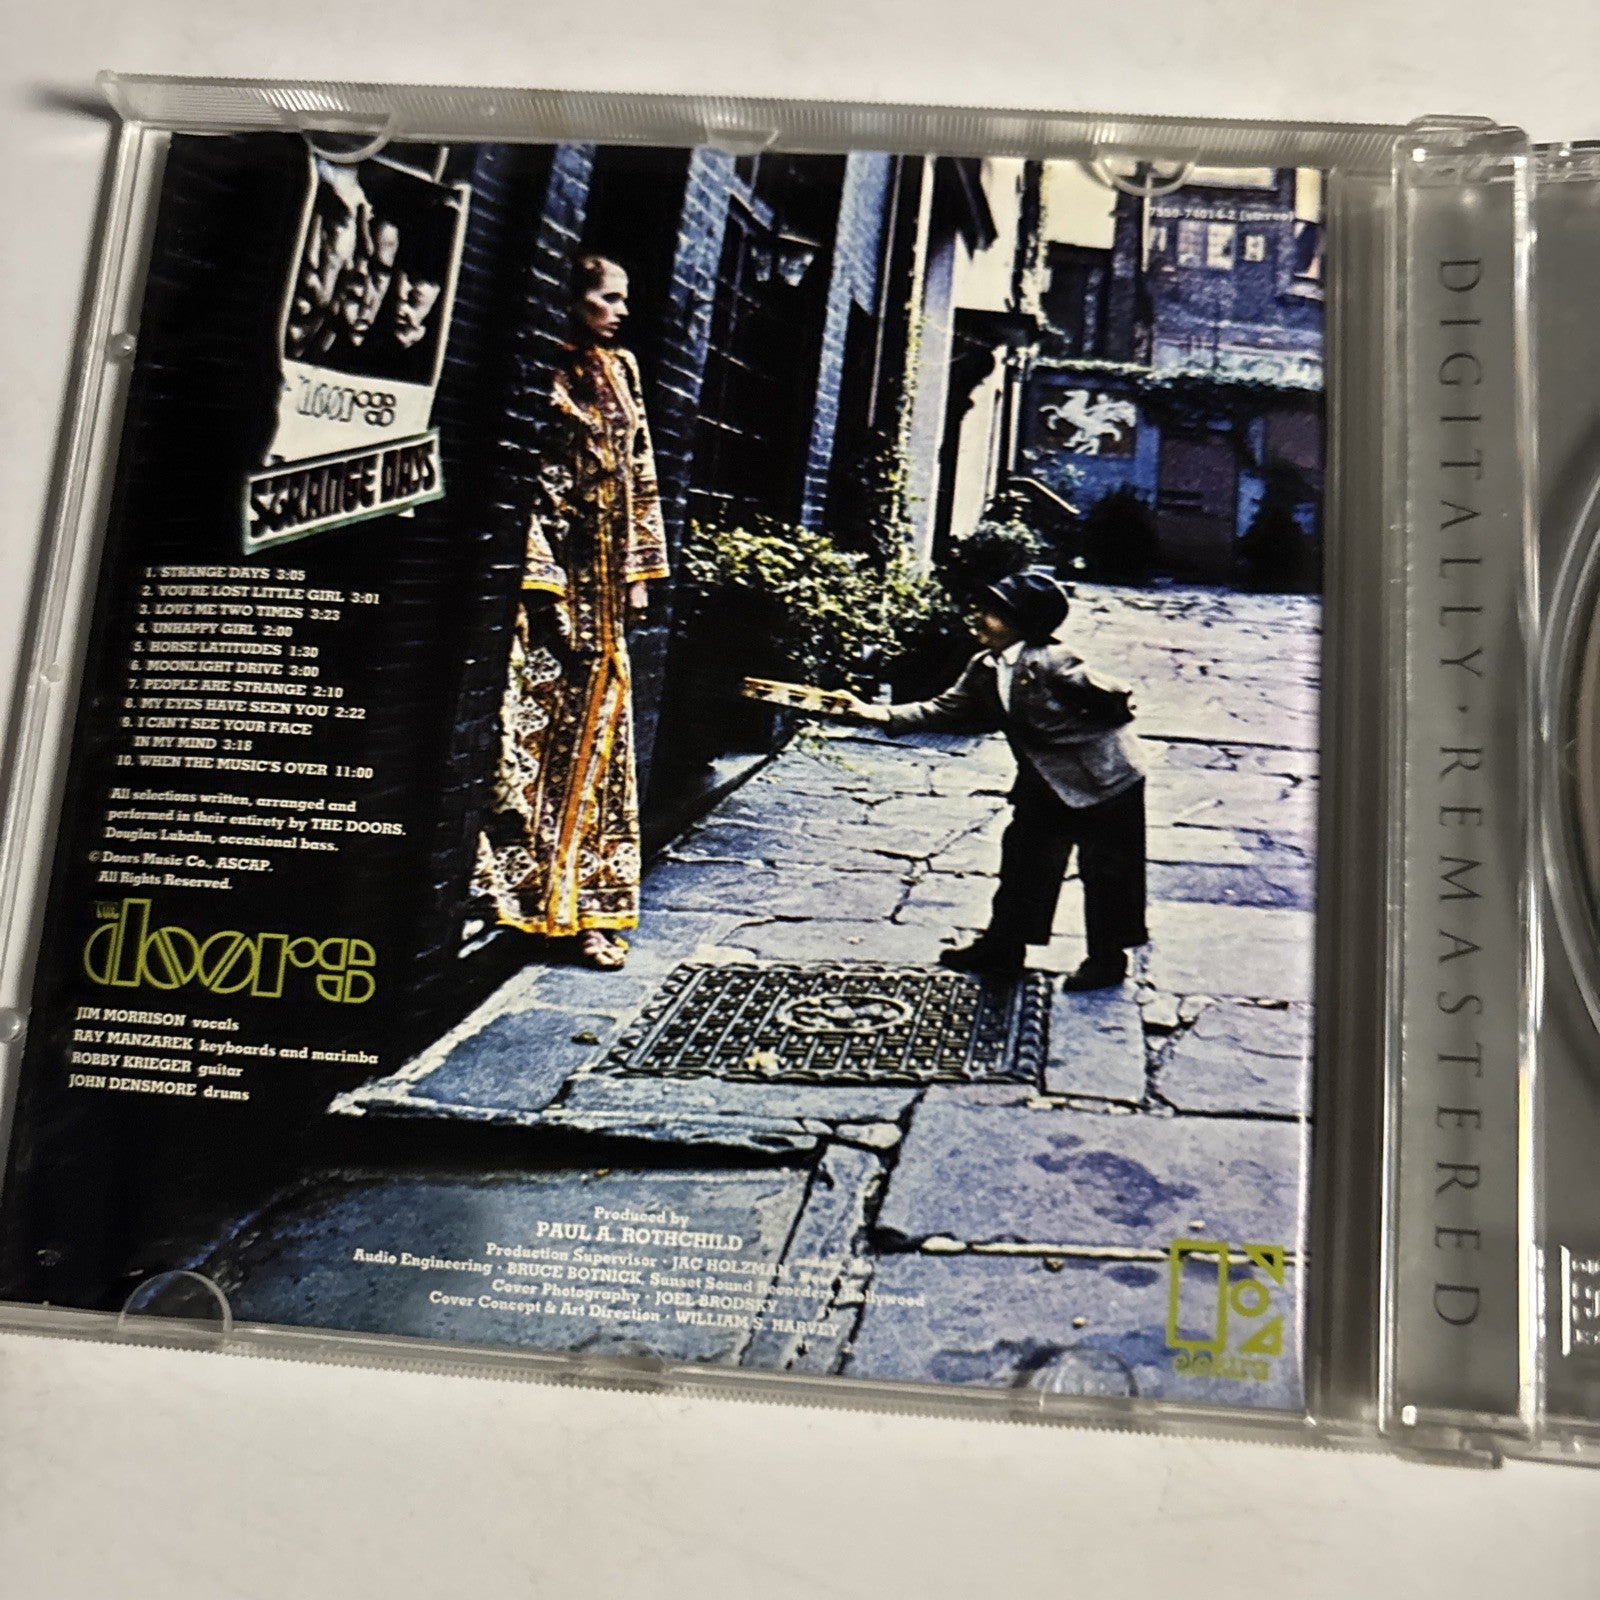 7559-74014-2 (stereo)
DOORS
STRANGE DAYS
1. STRANGE DAYS 3:05
2. YOU'RE LOST LITTLE GIRL 3:01
3. LOVE ME TWO TIMES 3:23
4. UNHAPPY GIRL 2:00
5. HORSE LATITUDES 1:30
6. MOONLIGHT DRIVE 3:00
7. PEOPLE ARE STRANGE 2:10
8. MY EYES HAVE SEEN YOU 2:22
9. I CAN'T SEE YOUR FACE
IN MY MIND 3:18
10. WHEN THE MUSIC'S OVER 11:00
All selections written, arranged and
performed in their entirety by THE DOORS.
Douglas Lubahn, occasional bass.
© Doors Music Co., ASCAP.
All Rights Reserved.
THE
doors
JIM MORRISON vocals
RAY MANZAREK keyboards and marimba
ROBBY KRIEGER guitar
JOHN DENSMORE drums
Produced by
PAUL A. ROTHCHILD
Production Supervisor · JAC HOLZMAN
Audio Engineering · BRUCE BOTNICK, Sunset Sound Recorders, Hollywood
Cover Photography · JOEL BRODSKY
Cover Concept & Art Direction · WILLIAM S. HARVEY
DIGITALLY · REMASTERED